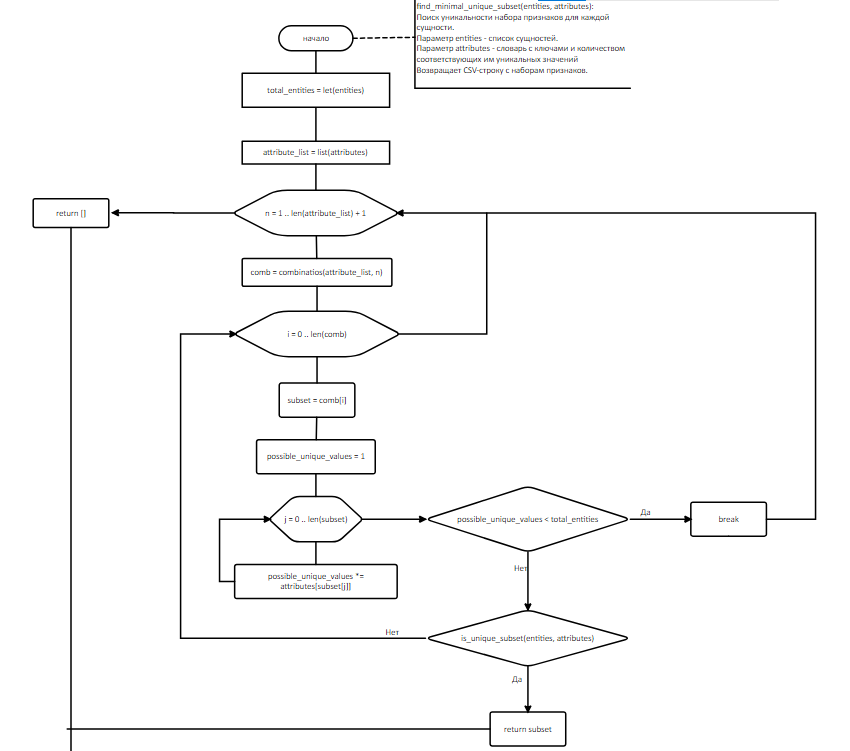 find_minimal_unique_subset(entities, attributes):
Поиск уникальности набора признаков для каждой
сущности.
Параметр entities - список сущностей.
Параметр attributes - словарь с ключами и количеством
соответствующих им уникальных значений
Возвращает CSV-строку с наборам признаков.
начало
total_entities = let(entities)
attribute_list = list(attributes)
return []
n = 1 .. len(attribute_list) + 1
comb = combinatios(attribute_list, n)
i = 0 .. len(comb)
subset = comb[i]
possible_unique_values = 1
j = 0 .. len(subset)
possible_unique_values < total_entities
Да
break
possible_unique_values *=
attributes[subset[j]]
Нет
Нет
is_unique_subset(entities, attributes)
Да
return subset